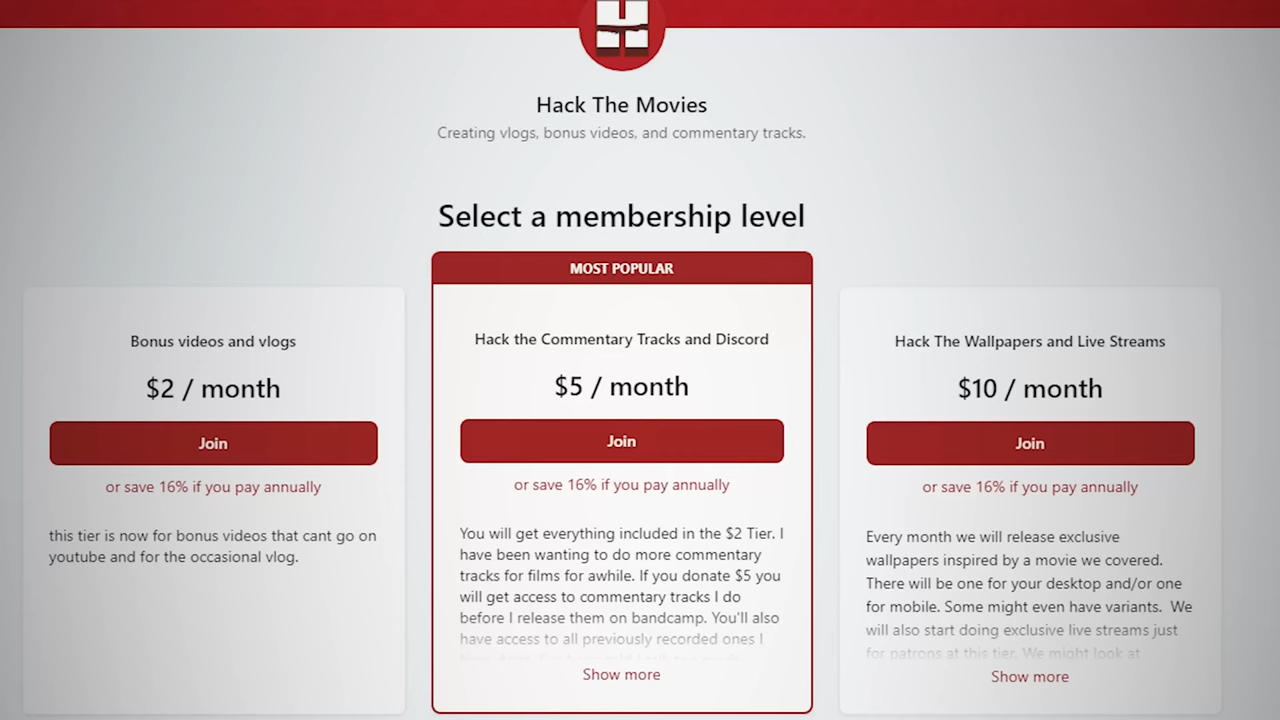 Hack The Movies
Creating vlogs, bonus videos, and commentary tracks.
Select a membership level
Bonus videos and vlogs
$2 / month
Join
or save 16% if you pay annually
this tier is now for bonus videos that cant go on
youtube and for the occasional vlog.
MOST POPULAR
Hack the Commentary Tracks and Discord
$5 / month
Join
or save 16% if you pay annually
You will get everything included in the $2 Tier. I
have been wanting to do more commentary
tracks for films for awhile. If you donate $5 you
will get access to commentary tracks I do
before I release them on bandcamp. You'll also
have access to all previously recorded ones I
Show more
Hack The Wallpapers and Live Streams
$10 / month
Join
or save 16% if you pay annually
Every month we will release exclusive
wallpapers inspired by a movie we covered.
There will be one for your desktop and/or one
for mobile. Some might even have variants. We
will also start doing exclusive live streams just
for patrons at this tier. We might look at
Show more